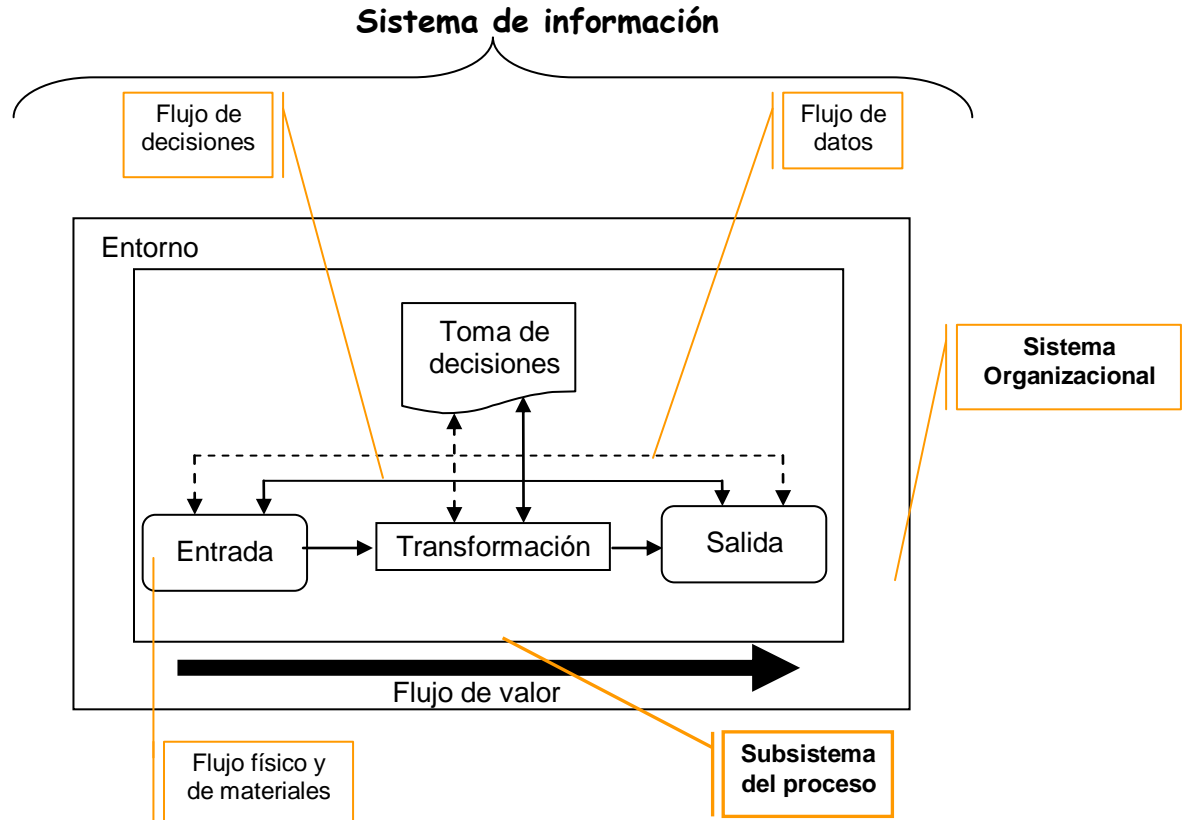 Sistema de información
Flujo de
decisiones
Flujo de
datos
Entorno
Toma de
decisiones
Sistema
Organizacional
Entrada
Transformación
Salida
Flujo de valor
Flujo físico y
de materiales
Subsistema
del proceso